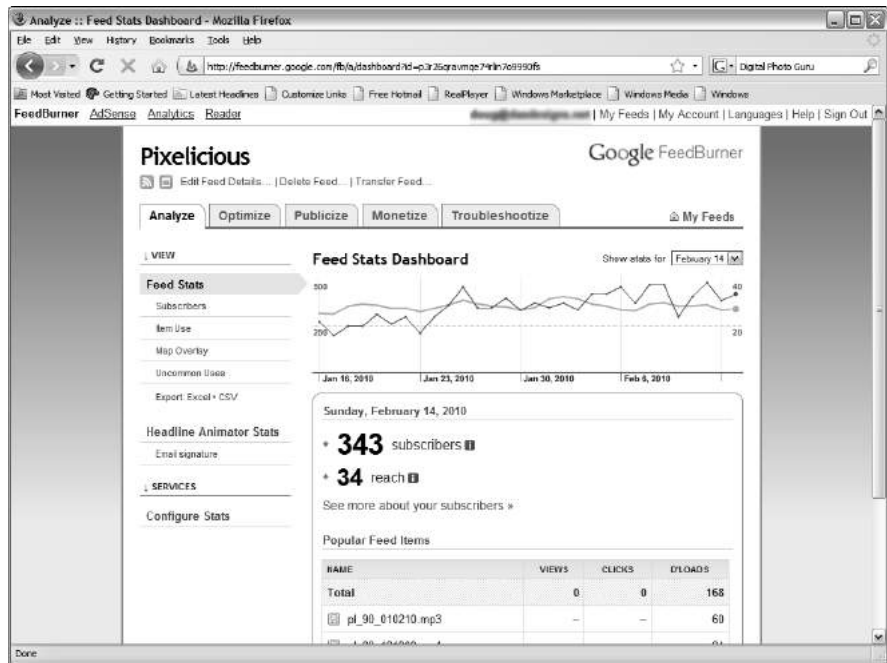 Analyze :: Feed Stats Dashboard - Mozilla Firefox
File Edit View History Bookmarks Tools Help
Digital Photo Guru
Most Visited Getting Started Latest Headlines Customize Links Free Hotmail RealPlayer Windows Marketplace Windows Media Windows
FeedBurner AdSense Analytics Reader | My Feeds | My Account | Languages | Help | Sign Out
Pixelicious
Google FeedBurner
Edit Feed Details... | Delete Feed... | Transfer Feed...
Analyze Optimize Publicize Monetize Troubleshootize My Feeds
↓ VIEW
Feed Stats
Subscribers
Item Use
Map Overlay
Uncommon Uses
Export: Excel • CSV
Headline Animator Stats
Email signature
↓ SERVICES
Configure Stats
Feed Stats Dashboard
Show stats for February 14
500 40
250 20
Jan 16, 2010 Jan 23, 2010 Jan 30, 2010 Feb 6, 2010
Sunday, February 14, 2010
343 subscribers
34 reach
See more about your subscribers »
Popular Feed Items
NAME VIEWS CLICKS D'LOADS
Total 0 0 168
pl_90_010210.mp3 – – 60
Done